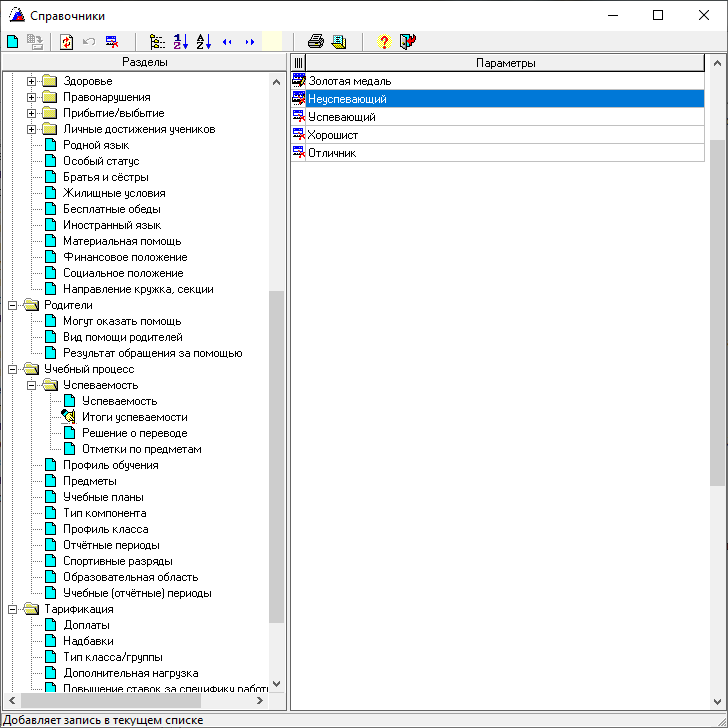 Справочники
Разделы
Параметры
Здоровье
Правонарушения
Прибытие/выбытие
Личные достижения учеников
Родной язык
Особый статус
Братья и сёстры
Жилищные условия
Бесплатные обеды
Иностранный язык
Материальная помощь
Финансовое положение
Социальное положение
Направление кружка, секции
Родители
Могут оказать помощь
Вид помощи родителей
Результат обращения за помощью
Учебный процесс
Успеваемость
Успеваемость
Итоги успеваемости
Решение о переводе
Отметки по предметам
Профиль обучения
Предметы
Учебные планы
Тип компонента
Профиль класса
Отчётные периоды
Спортивные разряды
Образовательная область
Учебные (отчётные) периоды
Тарификация
Доплаты
Надбавки
Тип класса/группы
Дополнительная нагрузка
Повышение ставок за специфику работы
Золотая медаль
Неуспевающий
Успевающий
Хорошист
Отличник
Добавляет запись в текущем списке